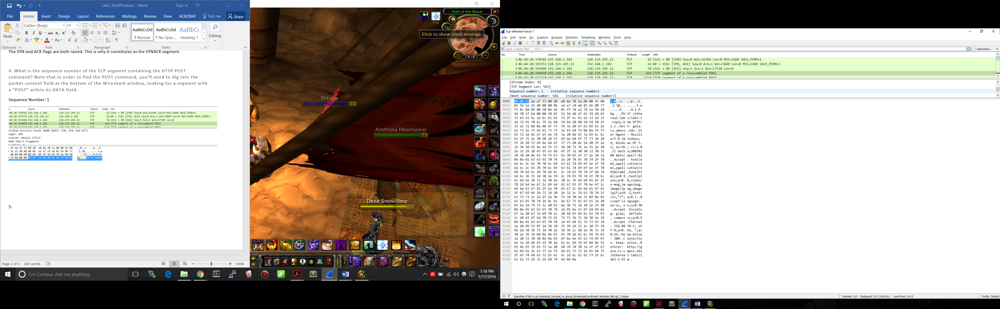 Lab2_VladPredovic - Word
Sign in
File Home Insert Design Layout References Mailings Review View ACROBAT Tell me Share
Calibri (Body) 11
Paste
AaBbCcDd AaBbCcDd AaBbCc
¶ Normal ¶ No Spac... Heading 1
Editing
Clipboard Font Paragraph Styles
The SYN and ACK flags are both raised. This is why it constitutes as the SYNACK segment.
4. What is the sequence number of the TCP segment containing the HTTP POST
command? Note that in order to find the POST command, you'll need to dig into the
packet content field at the bottom of the Wireshark window, looking for a segment with
a “POST” within its DATA field.
Sequence Number: 1
Source Destination Protocol Length Info
44:20.570381 192.168.1.102 128.119.245.12 TCP 62 1161 → 80 [SYN] Seq=0 Win=16384 Len=0 MSS=1460 SACK_PERM=1
44:20.593553 128.119.245.12 192.168.1.102 TCP 62 80 → 1161 [SYN, ACK] Seq=0 Ack=1 Win=5840 Len=0 MSS=1460 SACK_PERM=1
44:20.593646 192.168.1.102 128.119.245.12 TCP 54 1161 → 80 [ACK] Seq=1 Ack=1 Win=17520 Len=0
44:20.596858 192.168.1.102 128.119.245.12 TCP 619 [TCP segment of a reassembled PDU]
44:20.612118 192.168.1.102 128.119.245.12 TCP 1514 [TCP segment of a reassembled PDU]
ntiated Services Field: 0x00 (DSCP: CS0, ECN: Not-ECT)
ength: 605
ication: 0x1e21 (7713)
0x02 (Don't Fragment)
25 da af 73 00 20 e0 8a 70 1a 08 00 45 00 ..%..s. ..p...E.
1e 21 40 00 80 06 a2 e7 c0 a8 01 66 80 77 .].!@... .....f.w
04 89 00 50 0d d6 01 f5 34 a2 74 1a 50 18 .....P.. ..4.t.P.
1f bd 00 00 50 4f 53 54 20 2f 65 74 68 65 Dp....PO ST /ethe
5.
Page 2 of 6 803 words
100%
I'm Cortana. Ask me anything.
Hall of the Brave
7 m
Click to show clock settings.
4:18
Shlime
70
Andrissa Heartspear
71
Deze Snowbane
7:18 PM
7/17/2016
tcp-ethereal-trace-1
File Edit View Go Capture Analyze Statistics Telephony Wireless Tools Help
Apply a display filter ... <Ctrl-/>
Expression...
No. Time Source Destination Protocol Length Info
1 06:44:20.570381 192.168.1.102 128.119.245.12 TCP 62 1161 → 80 [SYN] Seq=0 Win=16384 Len=0 MSS=1460 SACK_PERM=1
2 06:44:20.593553 128.119.245.12 192.168.1.102 TCP 62 80 → 1161 [SYN, ACK] Seq=0 Ack=1 Win=5840 Len=0 MSS=1460 SACK_PERM=1
3 06:44:20.593646 192.168.1.102 128.119.245.12 TCP 54 1161 → 80 [ACK] Seq=1 Ack=1 Win=17520 Len=0
4 06:44:20.596858 192.168.1.102 128.119.245.12 TCP 619 [TCP segment of a reassembled PDU]
5 06:44:20.612118 192.168.1.102 128.119.245.12 TCP 1514 [TCP segment of a reassembled PDU]
[Stream index: 0]
[TCP Segment Len: 565]
Sequence number: 1 (relative sequence number)
[Next sequence number: 566 (relative sequence number)]
0000 00 06 25 da af 73 00 20 e0 8a 70 1a 08 00 45 00 ..%..s. ..p...E.
0010 02 5d 1e 21 40 00 80 06 a2 e7 c0 a8 01 66 80 77 .].!@... .....f.w
0020 f5 0c 04 89 00 50 0d d6 01 f5 34 a2 74 1a 50 18 .....P.. ..4.t.P.
0030 44 70 1f bd 00 00 50 4f 53 54 20 2f 65 74 68 65 Dp....PO ST /ethe
0040 72 65 61 6c 2d 6c 61 62 73 2f 6c 61 62 33 2d 31 real-lab s/lab3-1
0050 2d 72 65 70 6c 79 2e 68 74 6d 20 48 54 54 50 2f -reply.h tm HTTP/
0060 31 2e 31 0d 0a 48 6f 73 74 3a 20 67 61 69 61 2e 1.1..Hos t: gaia.
0070 63 73 2e 75 6d 61 73 73 2e 65 64 75 0d 0a 55 73 cs.umass .edu..Us
0080 65 72 2d 41 67 65 6e 74 3a 20 4d 6f 7a 69 6c 6c er-Agent : Mozill
0090 61 2f 35 2e 30 20 28 57 69 6e 64 6f 77 73 3b 20 a/5.0 (W indows;
00a0 55 3b 20 57 69 6e 64 6f 77 73 20 4e 54 20 35 2e U; Windo ws NT 5.
00b0 31 3b 20 65 6e 2d 55 53 3b 20 72 76 3a 31 2e 30 1; en-US ; rv:1.0
00c0 2e 32 29 20 47 65 63 6b 6f 2f 32 30 30 33 30 32 .2) Geck o/200302
00d0 30 38 20 4e 65 74 73 63 61 70 65 2f 37 2e 30 32 08 Netsc ape/7.02
00e0 0d 0a 41 63 63 65 70 74 3a 20 74 65 78 74 2f 78 ..Accept : text/x
00f0 6d 6c 2c 61 70 70 6c 69 63 61 74 69 6f 6e 2f 78 ml,appli cation/x
0100 6d 6c 2c 61 70 70 6c 69 63 61 74 69 6f 6e 2f 78 ml,appli cation/x
0110 68 74 6d 6c 2b 78 6d 6c 2c 74 65 78 74 2f 68 74 html+xml ,text/ht
0120 6d 6c 3b 71 3d 30 2e 39 2c 74 65 78 74 2f 70 6c ml;q=0.9 ,text/pl
0130 61 69 6e 3b 71 3d 30 2e 38 2c 76 69 64 65 6f 2f ain;q=0. 8,video/
0140 78 2d 6d 6e 67 2c 69 6d 61 67 65 2f 70 6e 67 2c x-mng,im age/png,
0150 69 6d 61 67 65 2f 6a 70 65 67 2c 69 6d 61 67 65 image/jp eg,image
0160 2f 67 69 66 3b 71 3d 30 2e 32 2c 74 65 78 74 2f /gif;q=0 .2,text/
0170 63 73 73 2c 2a 2f 2a 3b 71 3d 30 2e 31 0d 0a 41 css,*/*; q=0.1..A
0180 63 63 65 70 74 2d 4c 61 6e 67 75 61 67 65 3a 20 ccept-La nguage:
0190 65 6e 2d 75 73 2c 20 65 6e 3b 71 3d 30 2e 35 30 en-us, e n;q=0.50
01a0 0d 0a 41 63 63 65 70 74 2d 45 6e 63 6f 64 69 6e ..Accept -Encodin
01b0 67 3a 20 67 7a 69 70 2c 20 64 65 66 6c 61 74 65 g: gzip, deflate
01c0 2c 20 63 6f 6d 70 72 65 73 73 3b 71 3d 30 2e 39 , compre ss;q=0.9
01d0 0d 0a 41 63 63 65 70 74 2d 43 68 61 72 73 65 74 ..Accept -Charset
01e0 3a 20 49 53 4f 2d 38 38 35 39 2d 31 2c 20 75 74 : ISO-88 59-1, ut
01f0 66 2d 38 3b 71 3d 30 2e 36 36 2c 20 2a 3b 71 3d f-8;q=0. 66, *;q=
0200 30 2e 36 36 0d 0a 4b 65 65 70 2d 41 6c 69 76 65 0.66..Ke ep-Alive
0210 3a 20 33 30 30 0d 0a 43 6f 6e 6e 65 63 74 69 6f : 300..C onnectio
0220 6e 3a 20 6b 65 65 70 2d 61 6c 69 76 65 0d 0a 52 n: keep- alive..R
0230 65 66 65 72 65 72 3a 20 68 74 74 70 3a 2f 2f 67 eferer: http://g
0240 61 69 61 2e 63 73 2e 75 6d 61 73 73 2e 65 64 75 aia.cs.u mass.edu
0250 2f 65 74 68 65 72 65 61 6c 2d 6c 61 62 73 2f 6c /etherea l-labs/l
0260 61 62 33 2d 31 2e 68 74 6d 0d 0a ab3-1.ht m..
Specifies if this is an individual (unicast) or group (broadcast/multicast) address (eth.ig), 3 bytes
Packets: 213 · Displayed: 213 (100.0%) · Load time: 0:0.2
Profile: Default